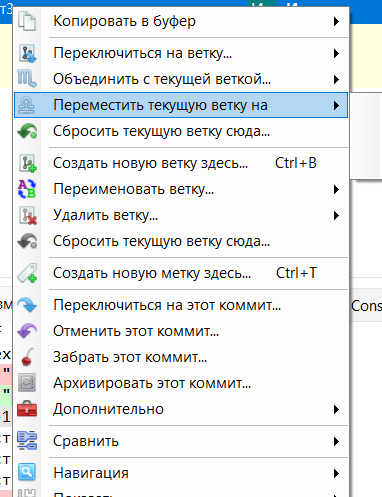 Копировать в буфер
Переключиться на ветку...
Объединить с текущей веткой...
Переместить текущую ветку на
Сбросить текущую ветку сюда...
Создать новую ветку здесь... Ctrl+B
Переименовать ветку...
Удалить ветку...
Сбросить текущую ветку сюда...
Создать новую метку здесь... Ctrl+T
Переключиться на этот коммит...
Cons
Отменить этот коммит...
Забрать этот коммит...
Архивировать этот коммит...
Дополнительно
Сравнить
Навигация